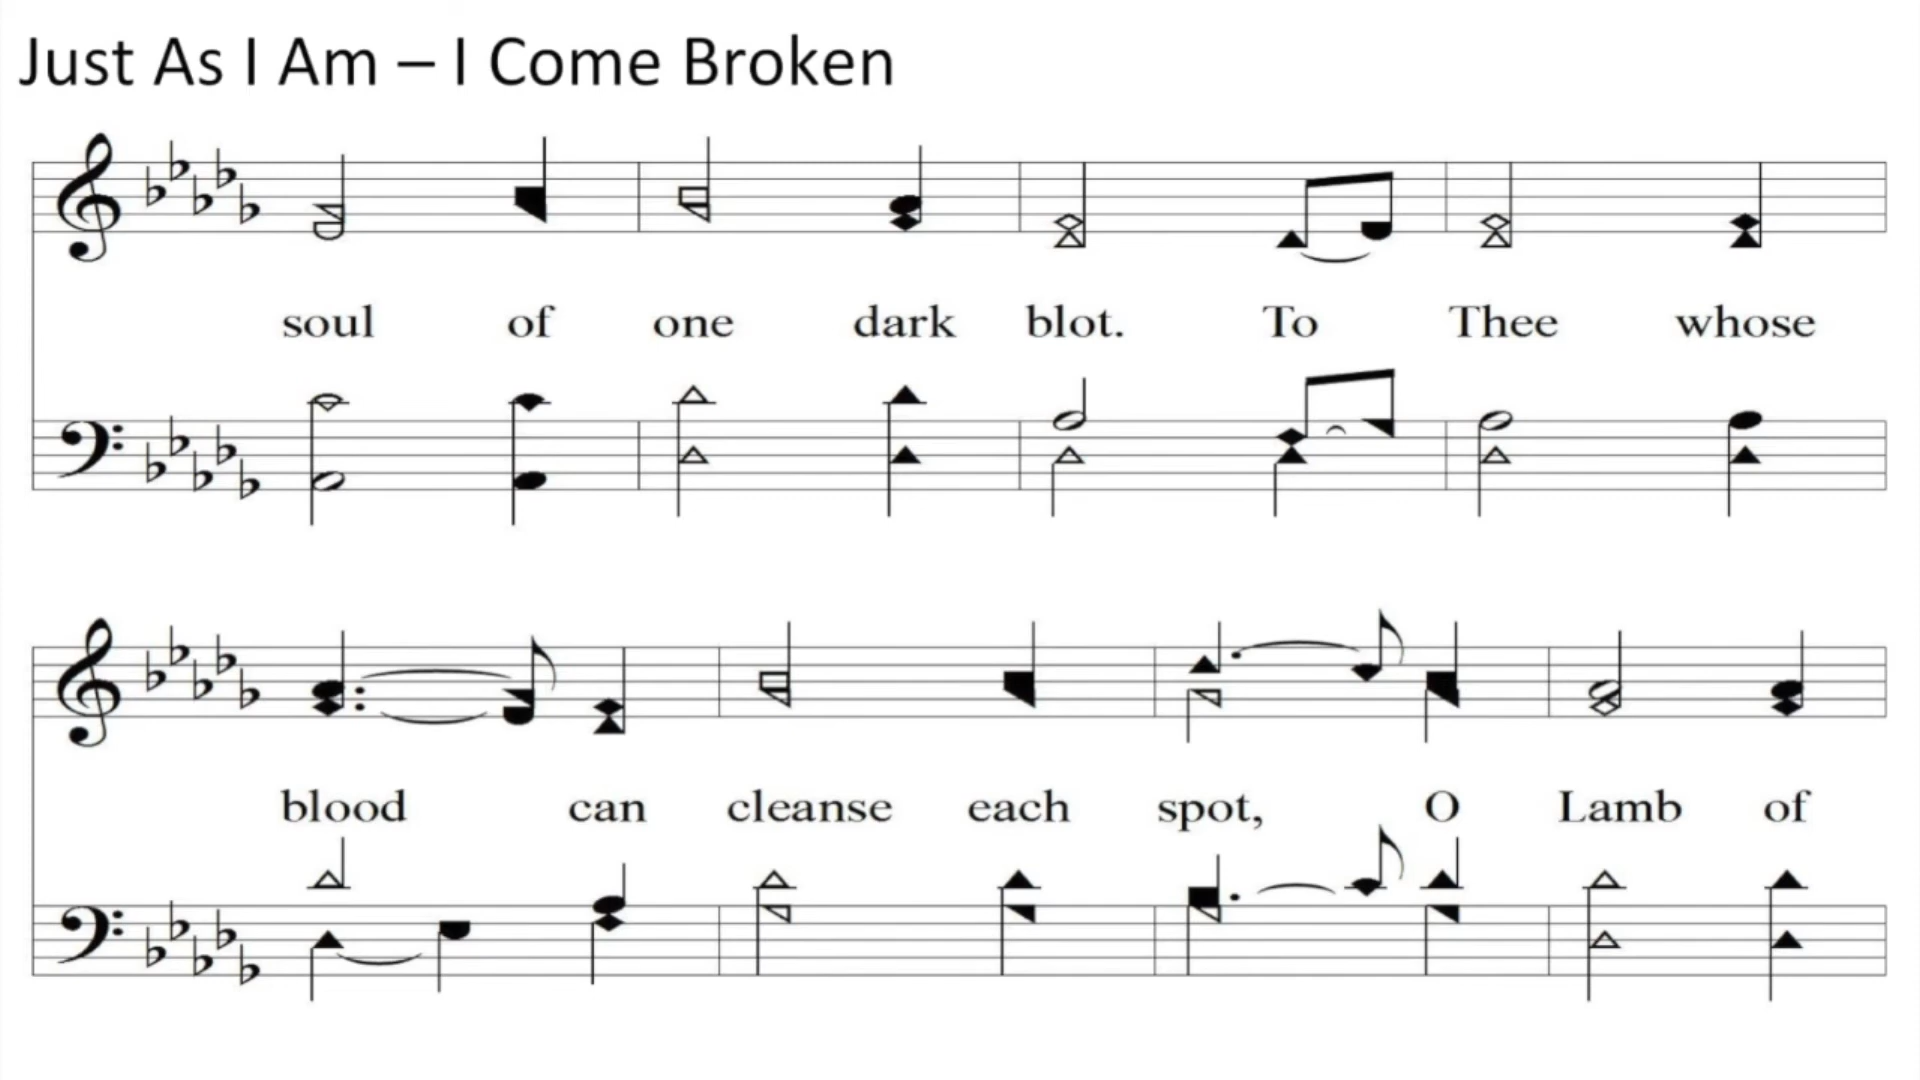 Just As I Am – I Come Broken
soul of one dark blot. To Thee whose
blood can cleanse each spot, O Lamb of